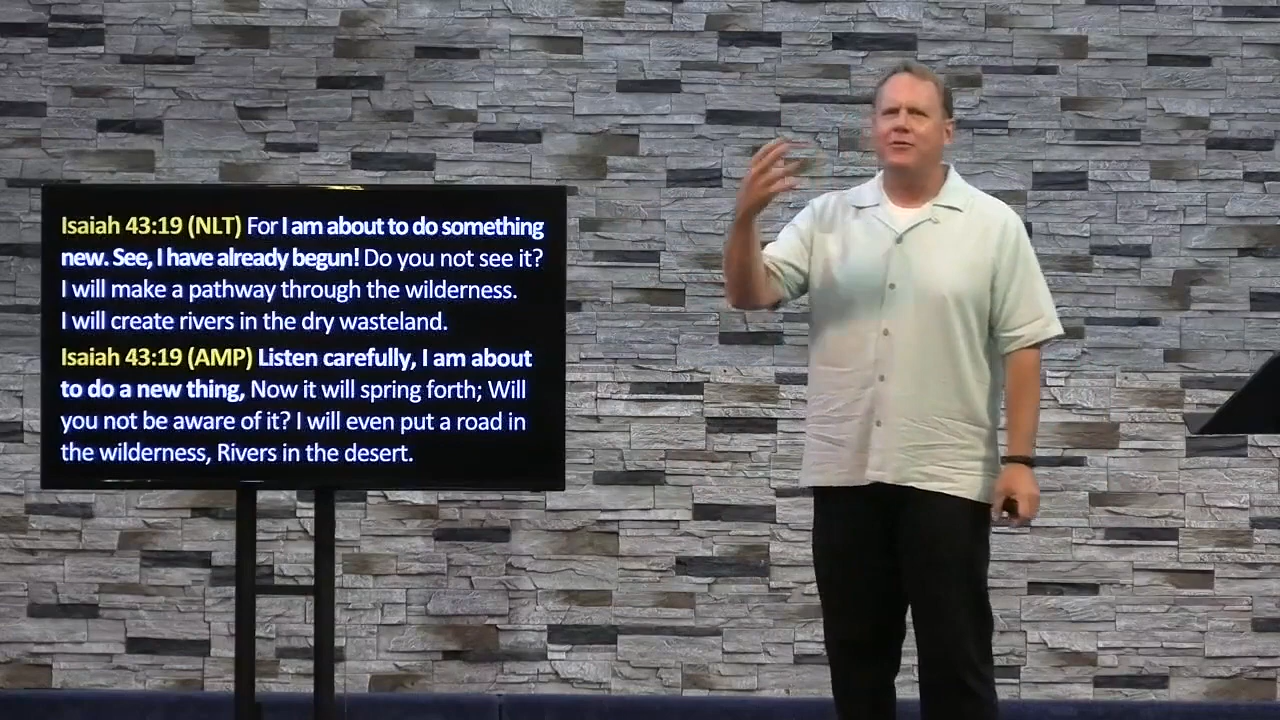 Isaiah 43:19 (NLT) For I am about to do something
new. See, I have already begun! Do you not see it?
I will make a pathway through the wilderness.
I will create rivers in the dry wasteland.
Isaiah 43:19 (AMP) Listen carefully, I am about
to do a new thing, Now it will spring forth; Will
you not be aware of it? I will even put a road in
the wilderness, Rivers in the desert.